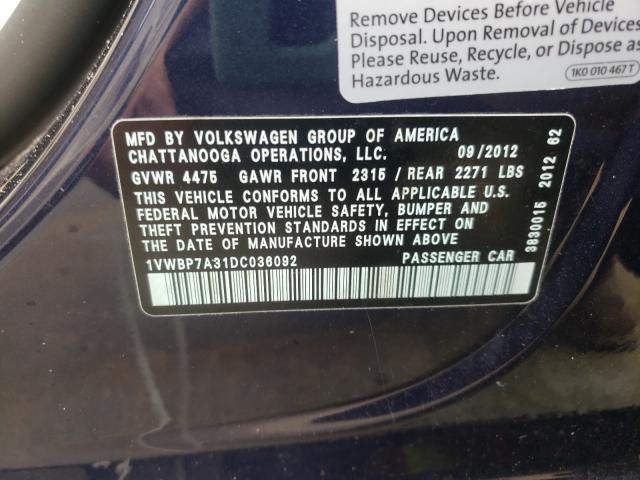 Remove Devices Before Vehicle
Disposal. Upon Removal of Devices
Please Reuse, Recycle, or Dispose as
Hazardous Waste.
1K0 010 467 T
MFD BY VOLKSWAGEN GROUP OF AMERICA
CHATTANOOGA OPERATIONS, LLC. 09/2012
GVWR 4475 GAWR FRONT 2315 / REAR 2271 LBS
THIS VEHICLE CONFORMS TO ALL APPLICABLE U.S.
FEDERAL MOTOR VEHICLE SAFETY, BUMPER AND
THEFT PREVENTION STANDARDS IN EFFECT ON
THE DATE OF MANUFACTURE SHOWN ABOVE.
1VWBP7A31DC036092 PASSENGER CAR
3830015 2012 62